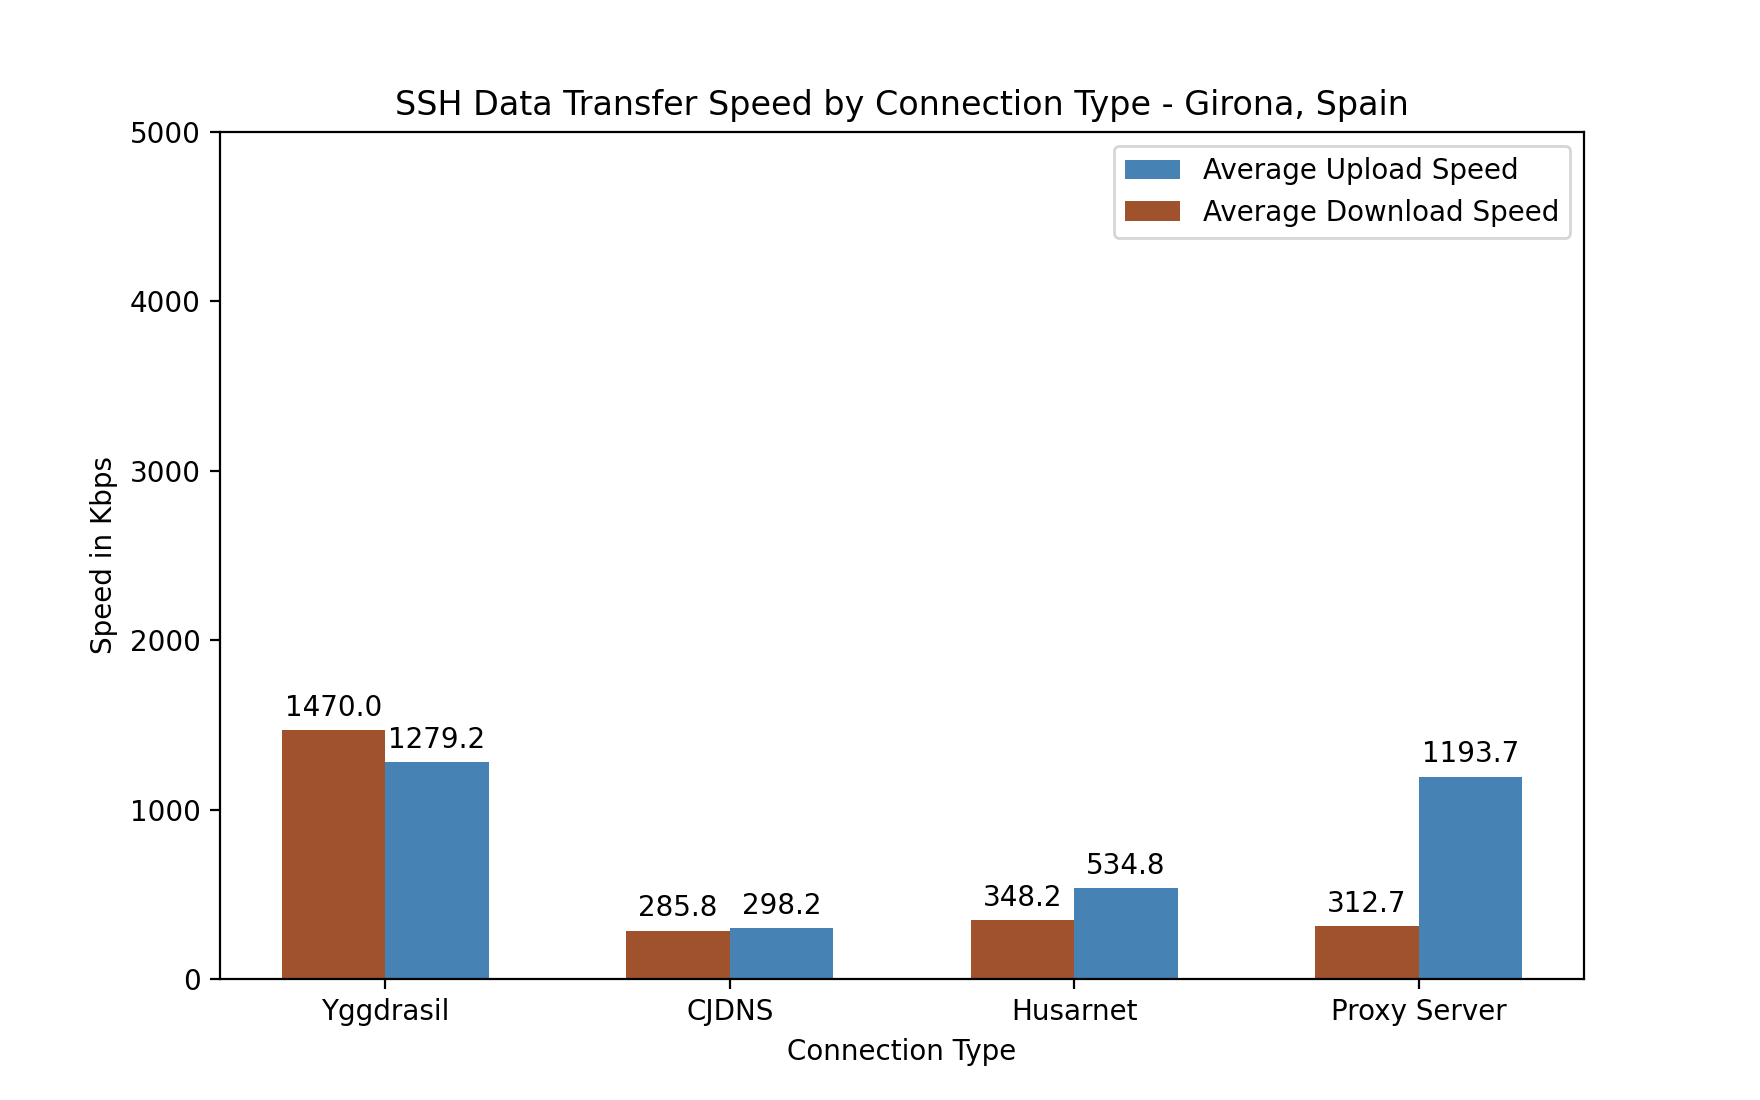 SSH Data Transfer Speed by Connection Type - Girona, Spain
5000
4000
3000
2000
1000
0
Speed in Kbps
Average Upload Speed
Average Download Speed
1470.0
1279.2
285.8
298.2
348.2
534.8
312.7
1193.7
Yggdrasil
CJDNS
Husarnet
Proxy Server
Connection Type